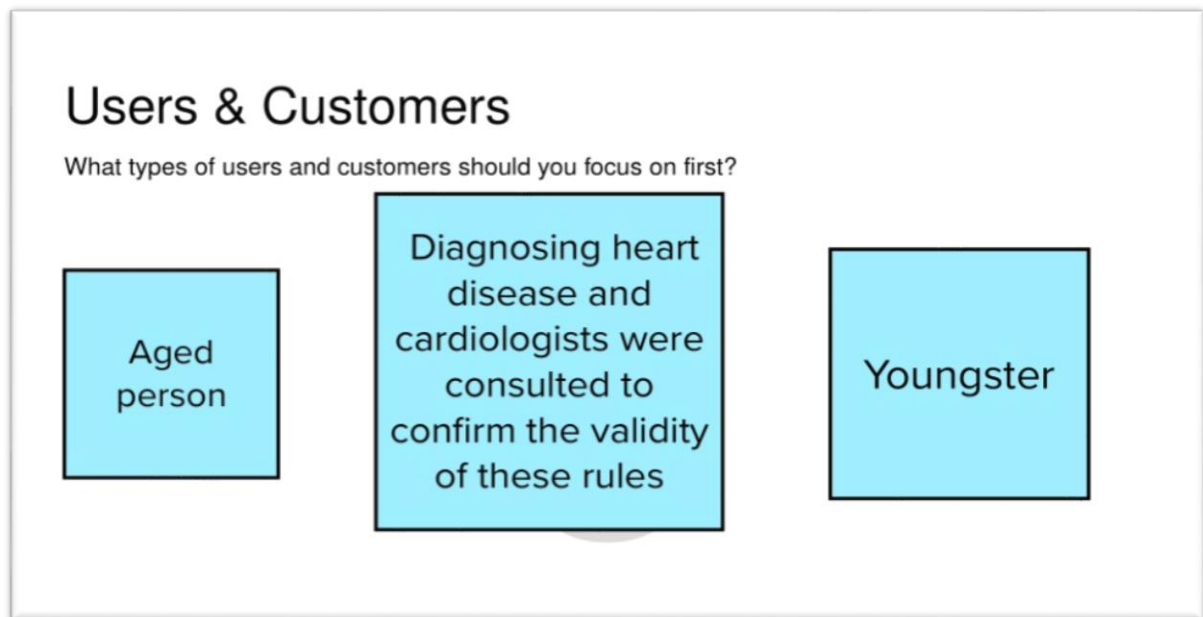 Users & Customers
What types of users and customers should you focus on first?
Aged
person
Diagnosing heart
disease and
cardiologists were
consulted to
confirm the validity
of these rules
Youngster